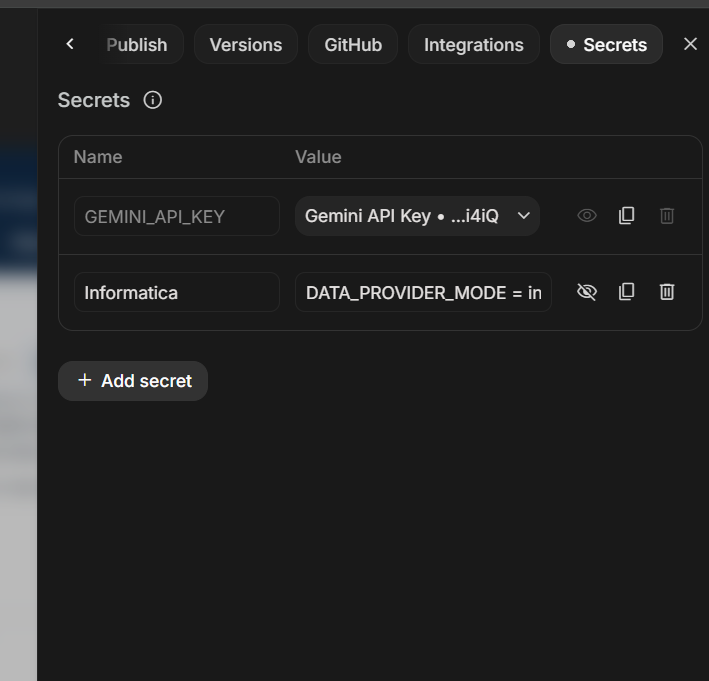 Publish Versions GitHub Integrations Secrets
Secrets
Name Value
GEMINI_API_KEY Gemini API Key • ...i4iQ
Informatica DATA_PROVIDER_MODE = in
+ Add secret